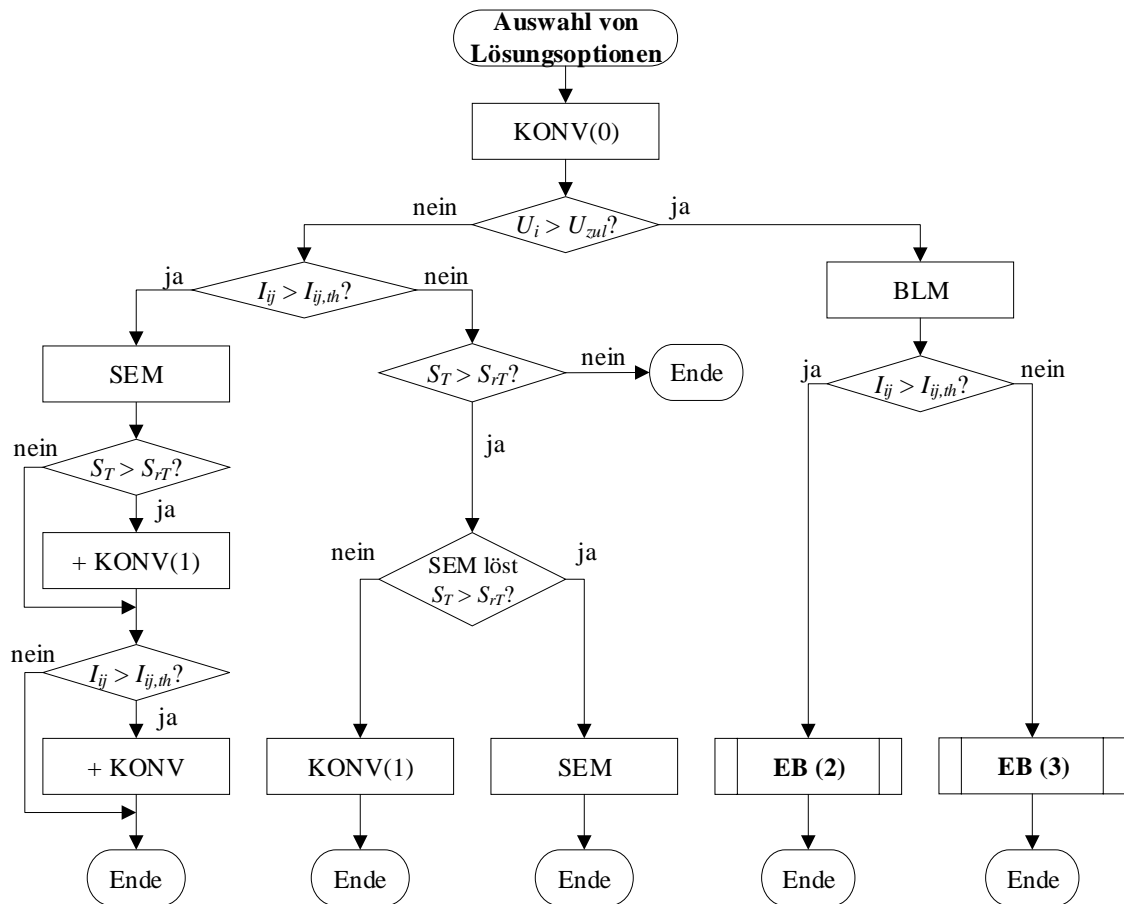 Auswahl von
Lösungsoptionen
KONV(0)
nein
ja
U_i > U_zul?
ja
nein
I_ij > I_ij,th?
BLM
SEM
S_T > S_rT?
nein
Ende
ja
I_ij > I_ij,th?
nein
nein
S_T > S_rT?
ja
ja
+ KONV(1)
nein
SEM löst
S_T > S_rT?
ja
nein
I_ij > I_ij,th?
ja
+ KONV
KONV(1)
SEM
EB (2)
EB (3)
Ende
Ende
Ende
Ende
Ende